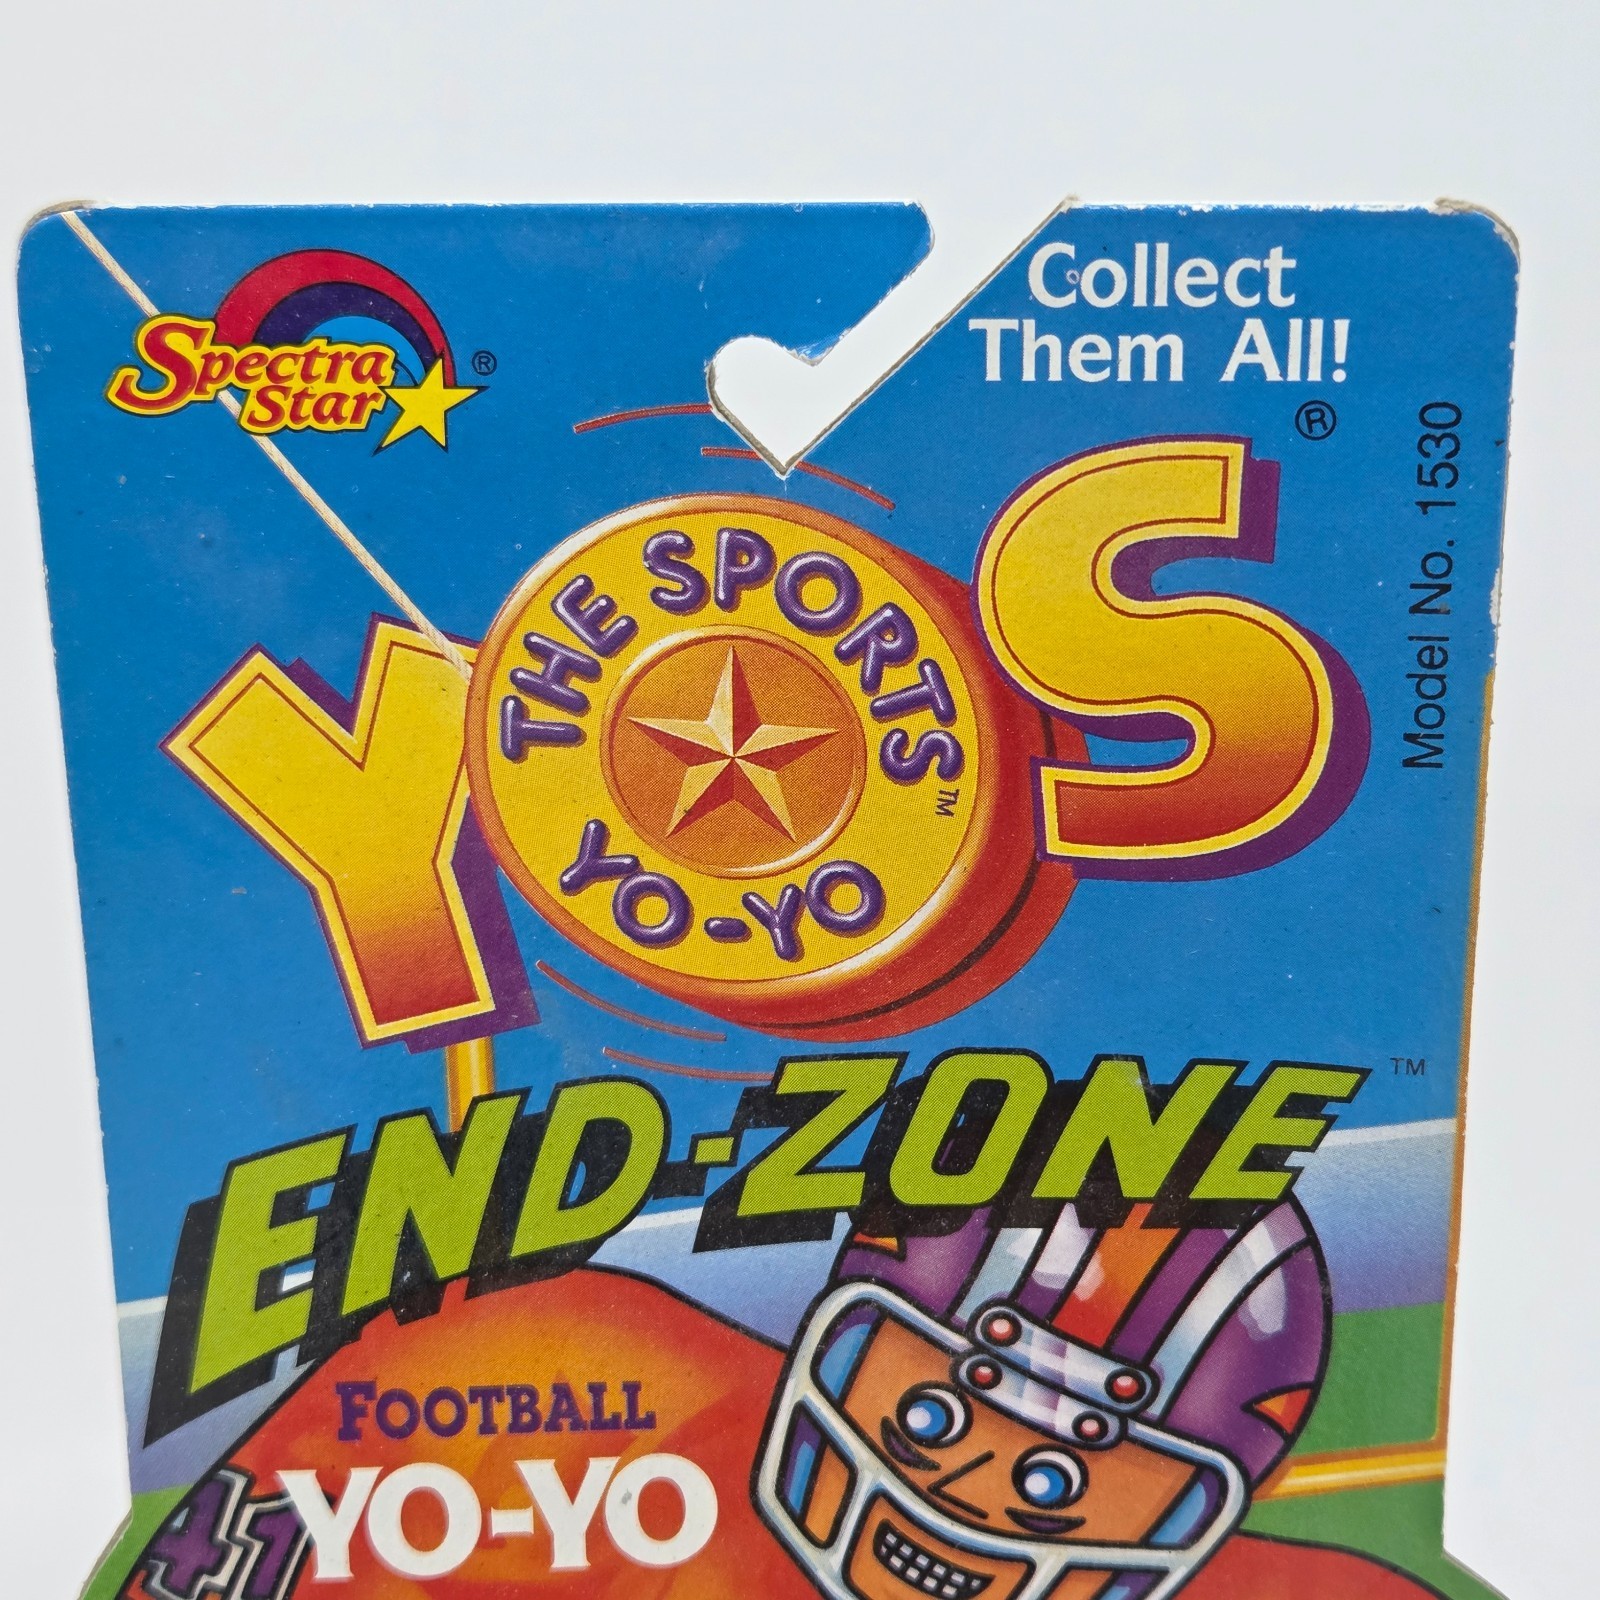 Spectra
Star
®
Collect
Them All!
YOS
®
THE SPORTS
™
YO-YO
Model No. 1530
END-ZONE
™
FOOTBALL
YO-YO
41